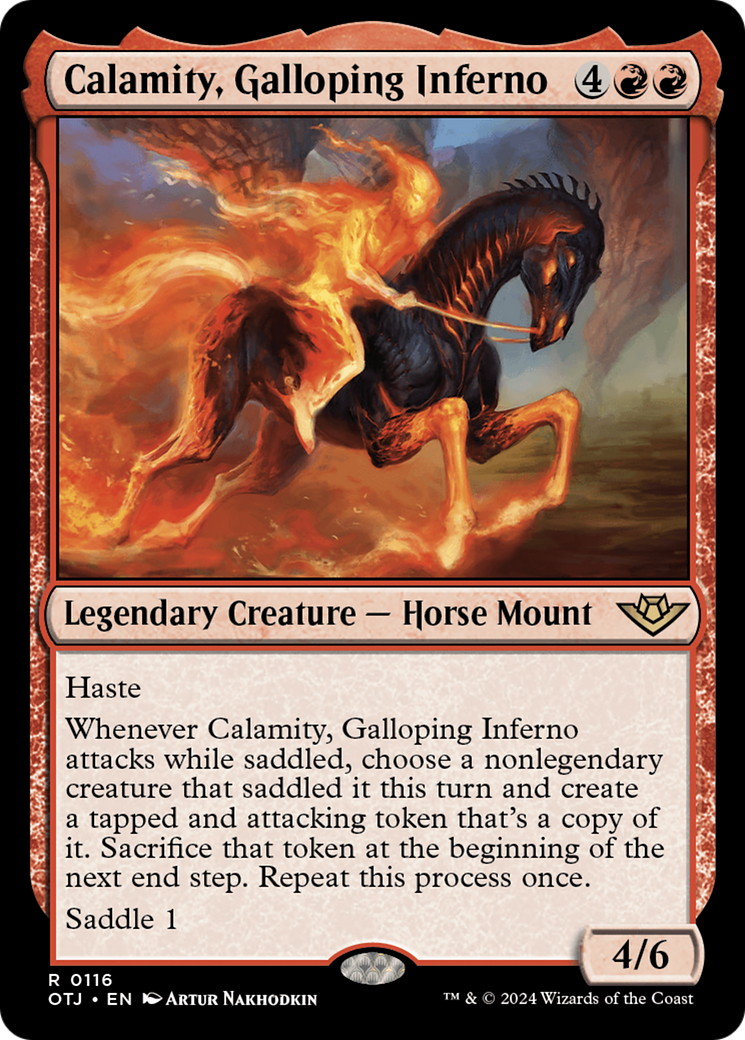 Calamity, Galloping Inferno 4
Legendary Creature — Horse Mount
Haste
Whenever Calamity, Galloping Inferno
attacks while saddled, choose a nonlegendary
creature that saddled it this turn and create
a tapped and attacking token that's a copy of
it. Sacrifice that token at the beginning of the
next end step. Repeat this process once.
Saddle 1
4/6
R 0116
OTJ • EN Artur Nakhodkin
™ & © 2024 Wizards of the Coast